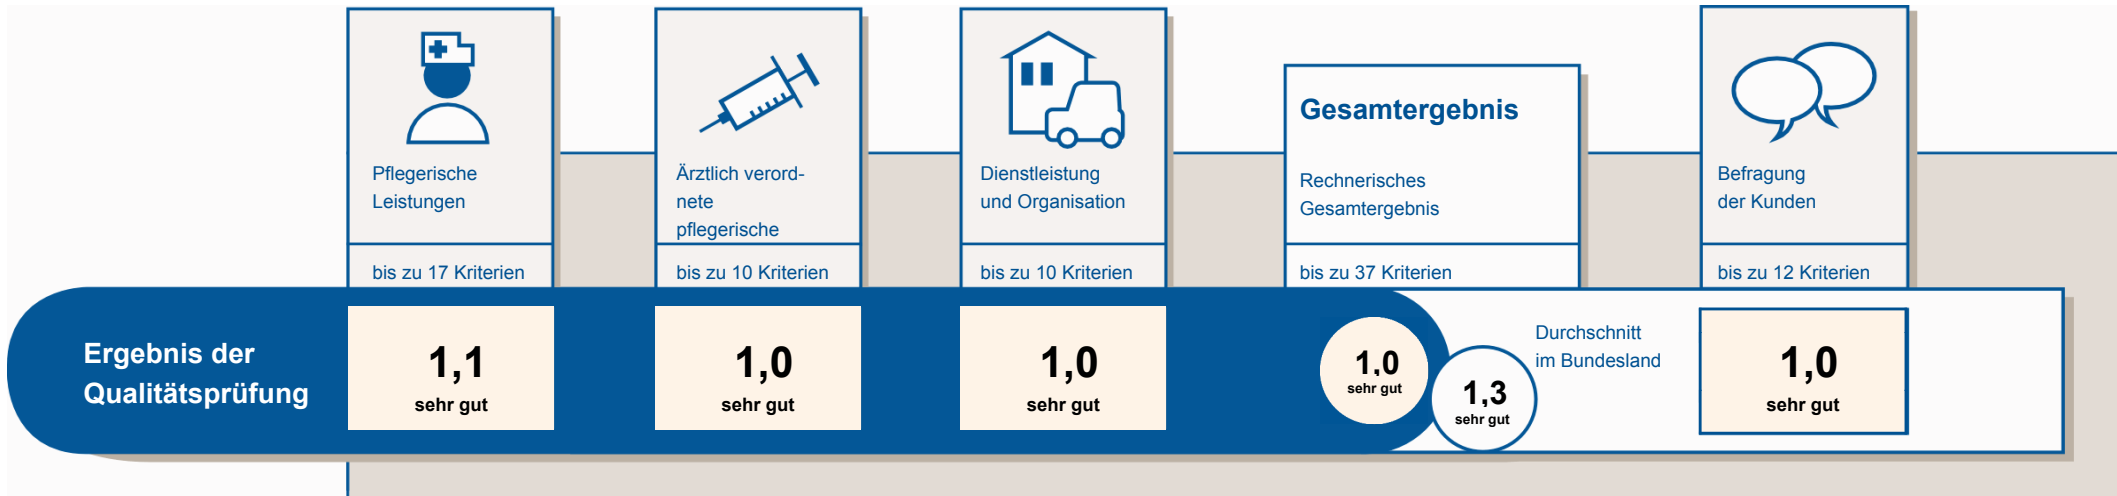 Pflegerische
Leistungen
bis zu 17 Kriterien
Ärztlich verord-
nete
pflegerische
bis zu 10 Kriterien
Dienstleistung
und Organisation
bis zu 10 Kriterien
Gesamtergebnis
Rechnerisches
Gesamtergebnis
bis zu 37 Kriterien
Befragung
der Kunden
bis zu 12 Kriterien
Ergebnis der
Qualitätsprüfung
1,1
sehr gut
1,0
sehr gut
1,0
sehr gut
1,0
sehr gut
1,3
sehr gut
Durchschnitt
im Bundesland
1,0
sehr gut